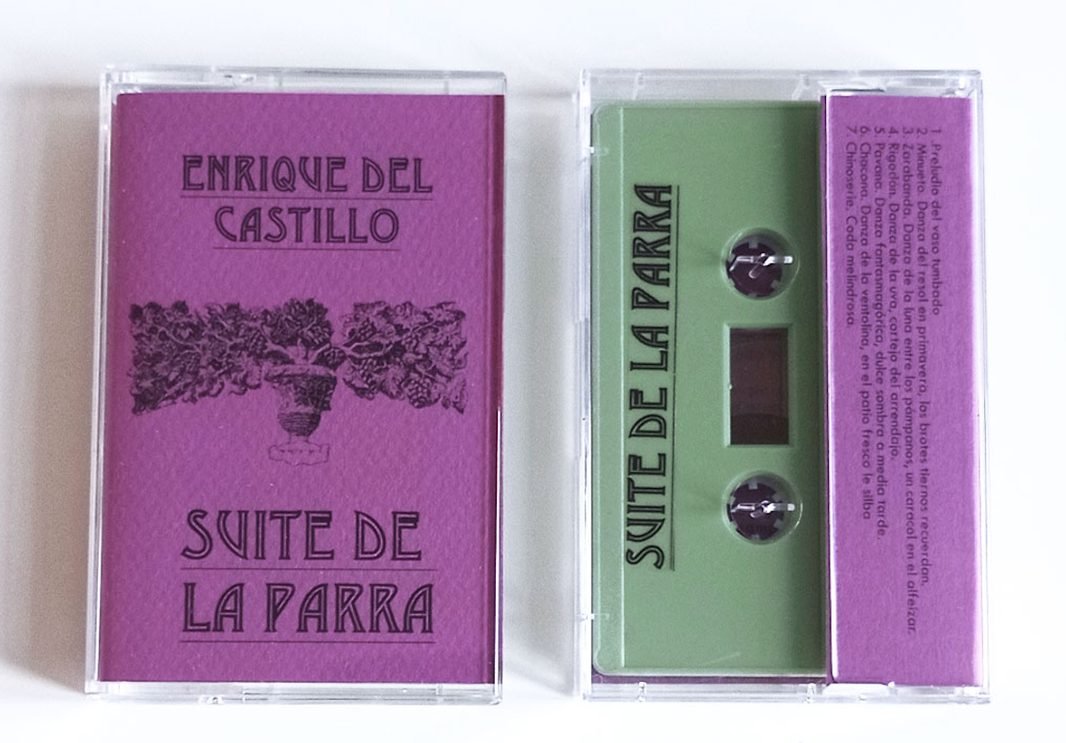 ENRIQUE DEL
CASTILLO
SUITE DE
LA PARRA
SUITE DE LA PARRA
1. Preludio del vaso tumbado
2. Minueto. Danza del resol en primavera, los brotes tiernos recuerdan.
3. Zarabanda. Danza de la luna entre los pámpanos, un caracol en el alfeizar.
4. Rigodón. Danza de la uva, cortejo del arrendajo.
5. Pavana. Danza fantasmagórica, dulce sombra a media tarde.
6. Chacona. Danza de la ventolina, en el patio fresco le silba
7. Chinoserie. Coda melindrosa